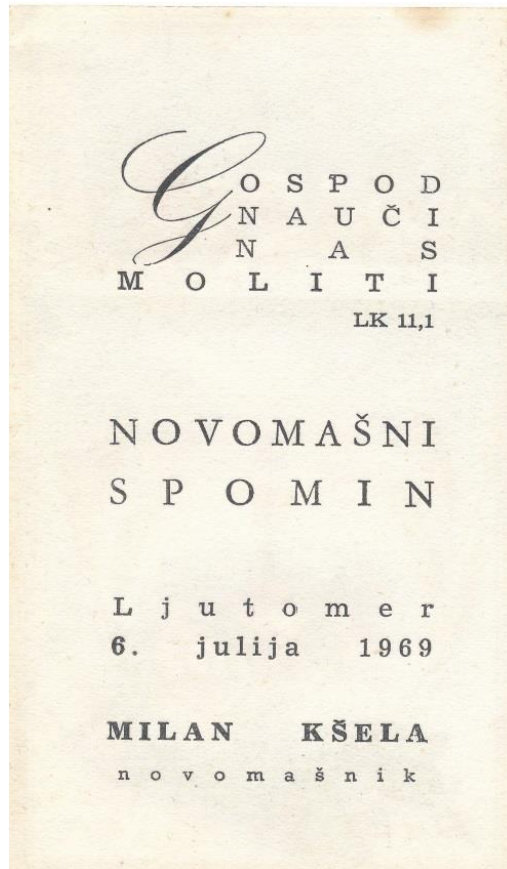 GOSPOD
NAUČI
NAS
MOLITI
LK 11,1
NOVOMAŠNI
SPOMIN
Ljutomer
6. julija 1969
MILAN KŠELA
novomašnik